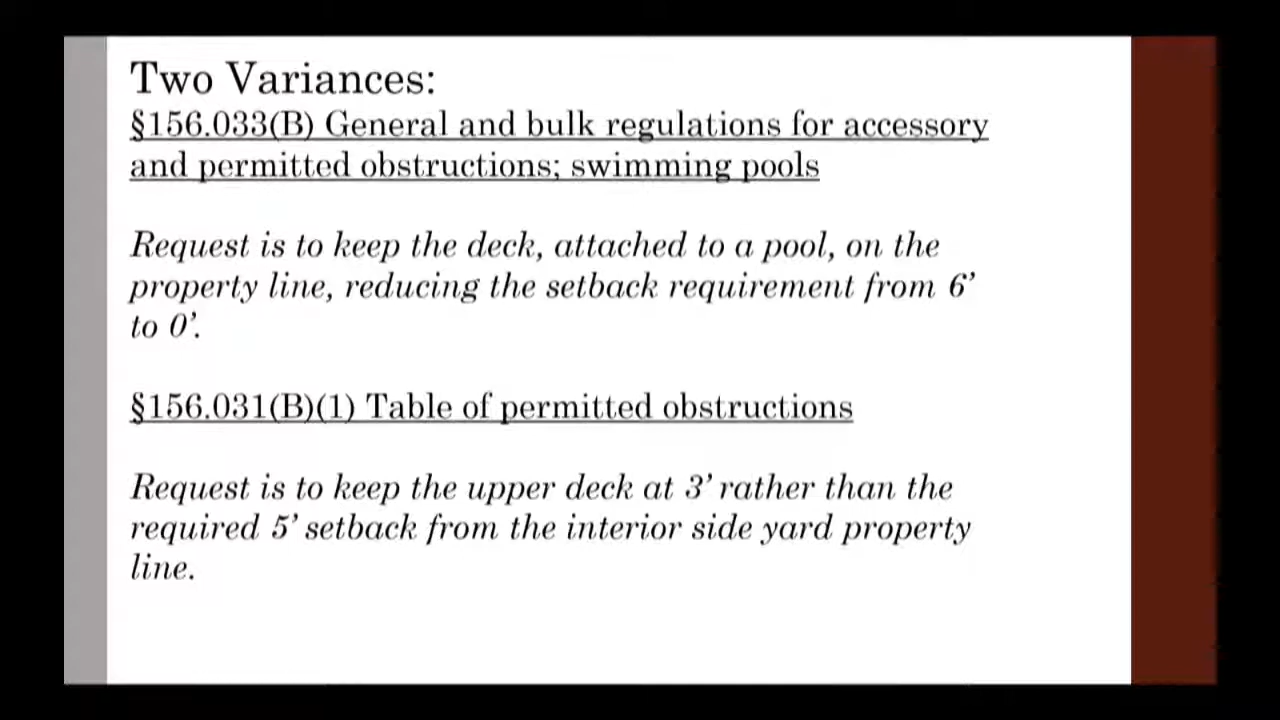 Two Variances:
§156.033(B) General and bulk regulations for accessory
and permitted obstructions; swimming pools
Request is to keep the deck, attached to a pool, on the
property line, reducing the setback requirement from 6’
to 0’.
§156.031(B)(1) Table of permitted obstructions
Request is to keep the upper deck at 3’ rather than the
required 5’ setback from the interior side yard property
line.